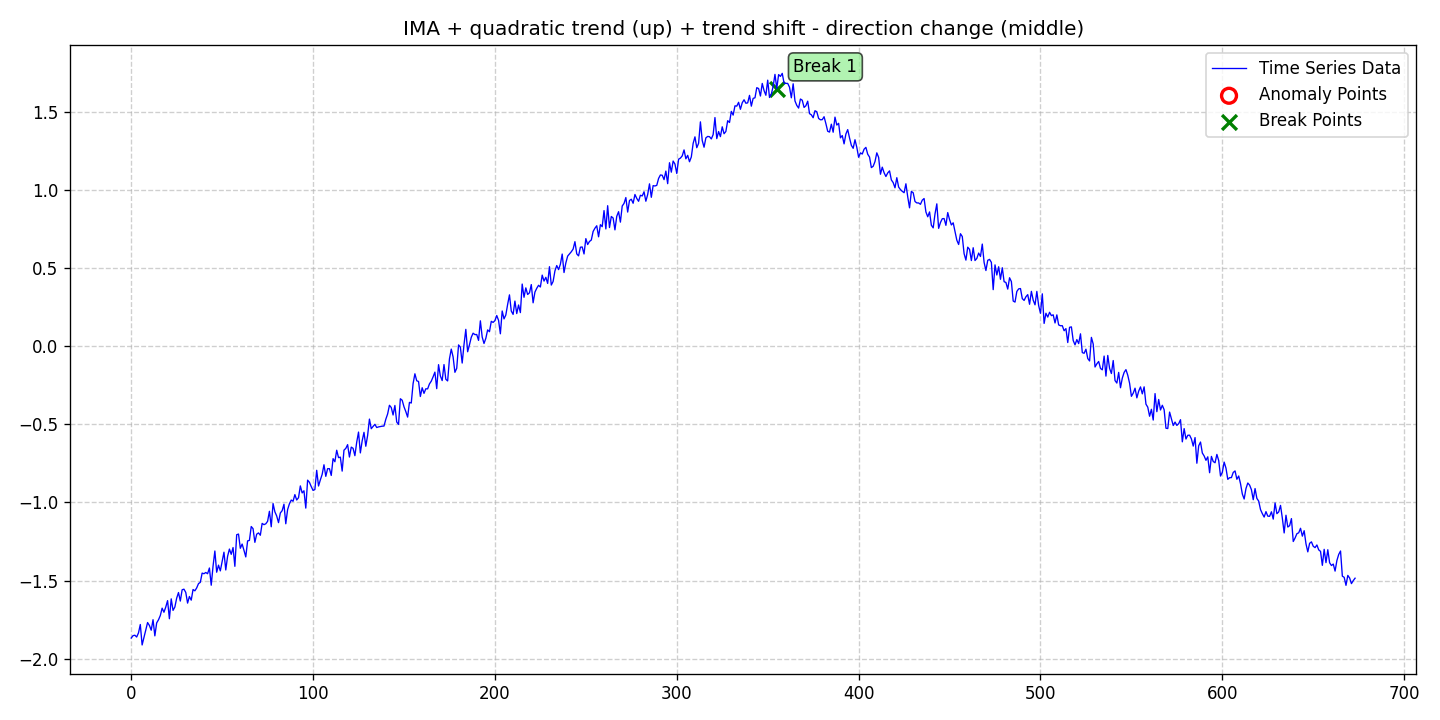 IMA + quadratic trend (up) + trend shift - direction change (middle)
Break 1
Time Series Data
Anomaly Points
Break Points
1.5
1.0
0.5
0.0
−0.5
−1.0
−1.5
−2.0
0 100 200 300 400 500 600 700